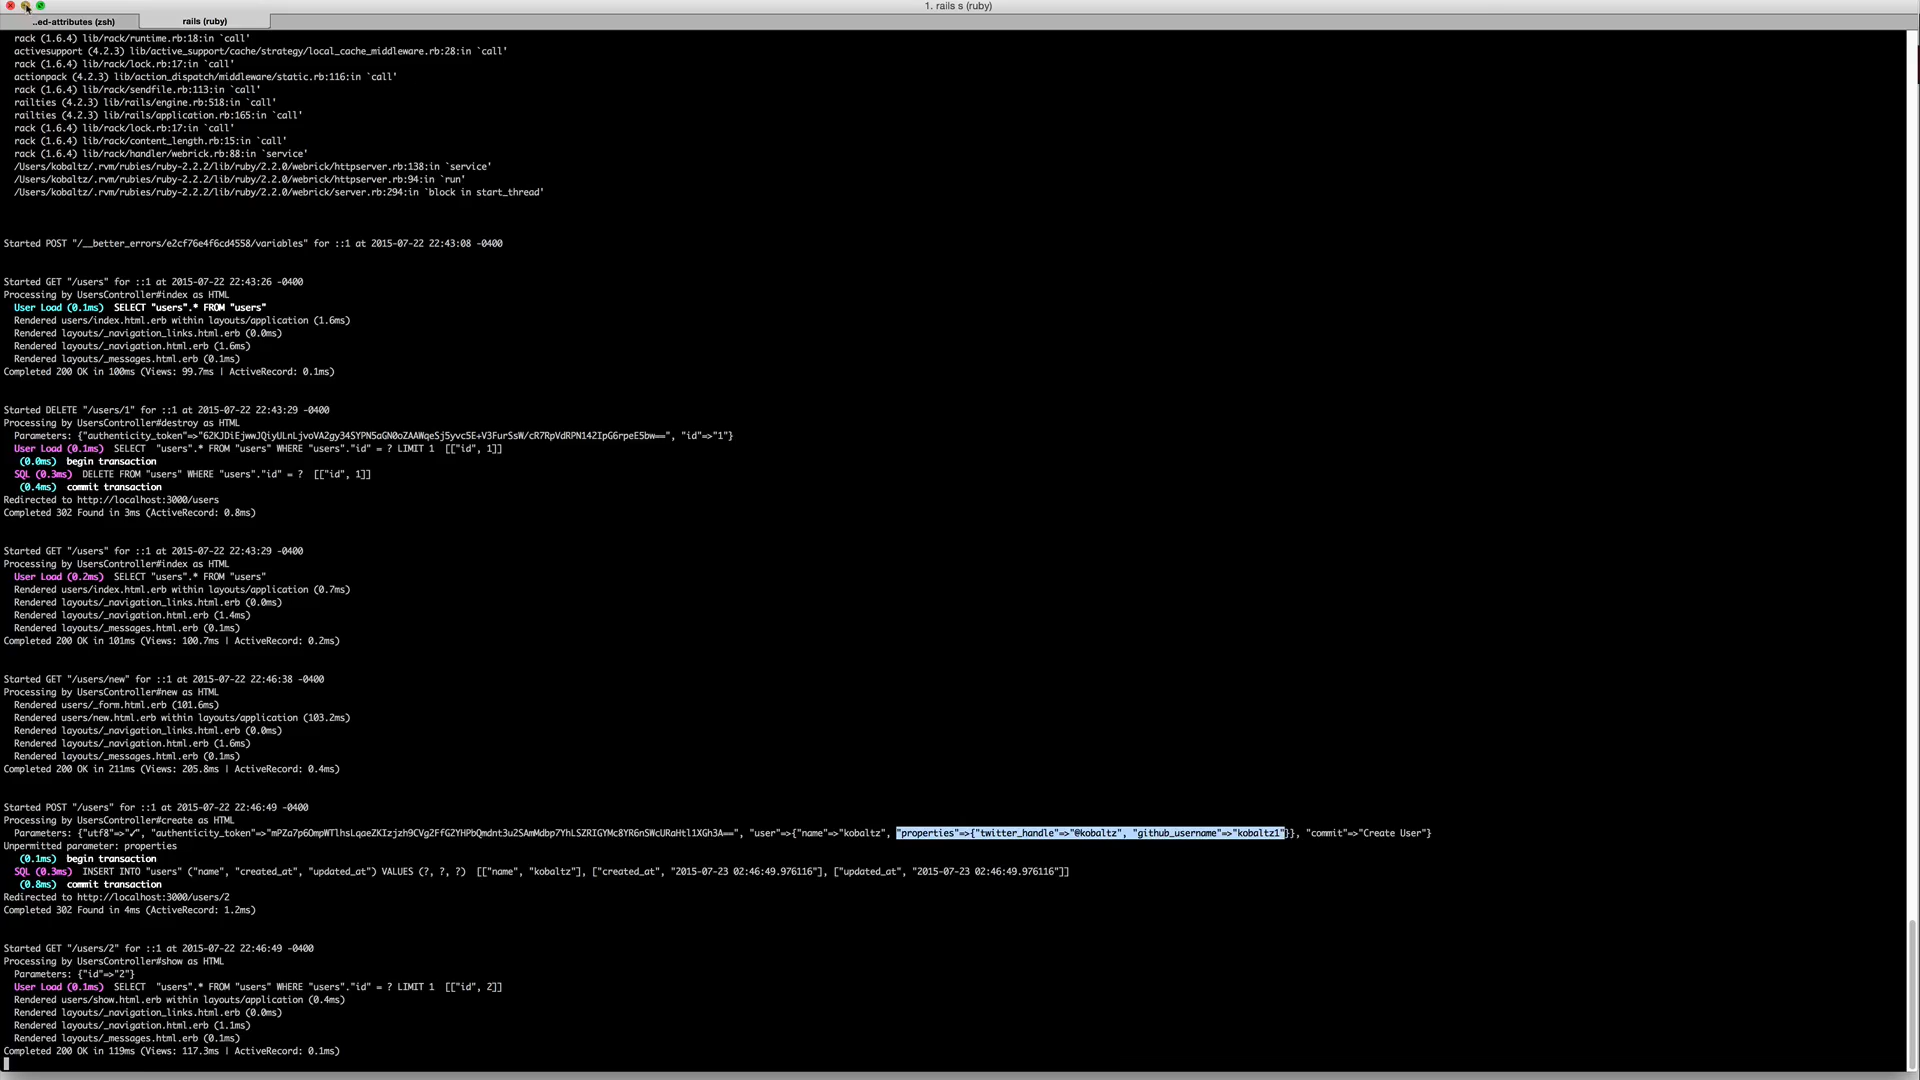 1. rails s (ruby)
..ed-attributes (zsh)
rails (ruby)
rack (1.6.4) lib/rack/runtime.rb:18:in `call'
activesupport (4.2.3) lib/active_support/cache/strategy/local_cache_middleware.rb:28:in `call'
rack (1.6.4) lib/rack/lock.rb:17:in `call'
actionpack (4.2.3) lib/action_dispatch/middleware/static.rb:116:in `call'
rack (1.6.4) lib/rack/sendfile.rb:113:in `call'
railties (4.2.3) lib/rails/engine.rb:518:in `call'
railties (4.2.3) lib/rails/application.rb:165:in `call'
rack (1.6.4) lib/rack/lock.rb:17:in `call'
rack (1.6.4) lib/rack/content_length.rb:15:in `call'
rack (1.6.4) lib/rack/handler/webrick.rb:88:in `service'
/Users/kobaltz/.rvm/rubies/ruby-2.2.2/lib/ruby/2.2.0/webrick/httpserver.rb:138:in `service'
/Users/kobaltz/.rvm/rubies/ruby-2.2.2/lib/ruby/2.2.0/webrick/httpserver.rb:94:in `run'
/Users/kobaltz/.rvm/rubies/ruby-2.2.2/lib/ruby/2.2.0/webrick/server.rb:294:in `block in start_thread'
Started POST "/__better_errors/e2cf76e4f6cd4558/variables" for ::1 at 2015-07-22 22:43:08 -0400
Started GET "/users" for ::1 at 2015-07-22 22:43:26 -0400
Processing by UsersController#index as HTML
User Load (0.1ms) SELECT "users".* FROM "users"
Rendered users/index.html.erb within layouts/application (1.6ms)
Rendered layouts/_navigation_links.html.erb (0.0ms)
Rendered layouts/_navigation.html.erb (1.6ms)
Rendered layouts/_messages.html.erb (0.1ms)
Completed 200 OK in 100ms (Views: 99.7ms | ActiveRecord: 0.1ms)
Started DELETE "/users/1" for ::1 at 2015-07-22 22:43:29 -0400
Processing by UsersController#destroy as HTML
Parameters: {"authenticity_token"=>"62KJDiEjwwJQiyULnLjvoVA2gy34SYPN5aGN0oZAAWqeSj5yvc5E+V3FurSsW/cR7RpVdRPN142IpG6rpeE5bw==", "id"=>"1"}
User Load (0.1ms) SELECT "users".* FROM "users" WHERE "users"."id" = ? LIMIT 1 [["id", 1]]
(0.0ms) begin transaction
SQL (0.3ms) DELETE FROM "users" WHERE "users"."id" = ? [["id", 1]]
(0.4ms) commit transaction
Redirected to http://localhost:3000/users
Completed 302 Found in 3ms (ActiveRecord: 0.8ms)
Started GET "/users" for ::1 at 2015-07-22 22:43:29 -0400
Processing by UsersController#index as HTML
User Load (0.2ms) SELECT "users".* FROM "users"
Rendered users/index.html.erb within layouts/application (0.7ms)
Rendered layouts/_navigation_links.html.erb (0.0ms)
Rendered layouts/_navigation.html.erb (1.4ms)
Rendered layouts/_messages.html.erb (0.1ms)
Completed 200 OK in 101ms (Views: 100.7ms | ActiveRecord: 0.2ms)
Started GET "/users/new" for ::1 at 2015-07-22 22:46:38 -0400
Processing by UsersController#new as HTML
Rendered users/_form.html.erb (101.6ms)
Rendered users/new.html.erb within layouts/application (103.2ms)
Rendered layouts/_navigation_links.html.erb (0.0ms)
Rendered layouts/_navigation.html.erb (1.6ms)
Rendered layouts/_messages.html.erb (0.1ms)
Completed 200 OK in 211ms (Views: 205.8ms | ActiveRecord: 0.4ms)
Started POST "/users" for ::1 at 2015-07-22 22:46:49 -0400
Processing by UsersController#create as HTML
Parameters: {"utf8"=>"✓", "authenticity_token"=>"mPZa7p6OmpWTlhsLqaeZKIzjzh9CVg2FfG2YHPbQmdnt3u2SAmMdbp7YhLSZRIGYMc8YR6nSWcURaHtl1XGh3A==", "user"=>{"name"=>"kobaltz", "properties"=>{"twitter_handle"=>"@kobaltz", "github_username"=>"kobaltz1"}}, "commit"=>"Create User"}
Unpermitted parameter: properties
(0.1ms) begin transaction
SQL (0.3ms) INSERT INTO "users" ("name", "created_at", "updated_at") VALUES (?, ?, ?) [["name", "kobaltz"], ["created_at", "2015-07-23 02:46:49.976116"], ["updated_at", "2015-07-23 02:46:49.976116"]]
(0.8ms) commit transaction
Redirected to http://localhost:3000/users/2
Completed 302 Found in 4ms (ActiveRecord: 1.2ms)
Started GET "/users/2" for ::1 at 2015-07-22 22:46:49 -0400
Processing by UsersController#show as HTML
Parameters: {"id"=>"2"}
User Load (0.1ms) SELECT "users".* FROM "users" WHERE "users"."id" = ? LIMIT 1 [["id", 2]]
Rendered users/show.html.erb within layouts/application (0.4ms)
Rendered layouts/_navigation_links.html.erb (0.0ms)
Rendered layouts/_navigation.html.erb (1.1ms)
Rendered layouts/_messages.html.erb (0.1ms)
Completed 200 OK in 119ms (Views: 117.3ms | ActiveRecord: 0.1ms)